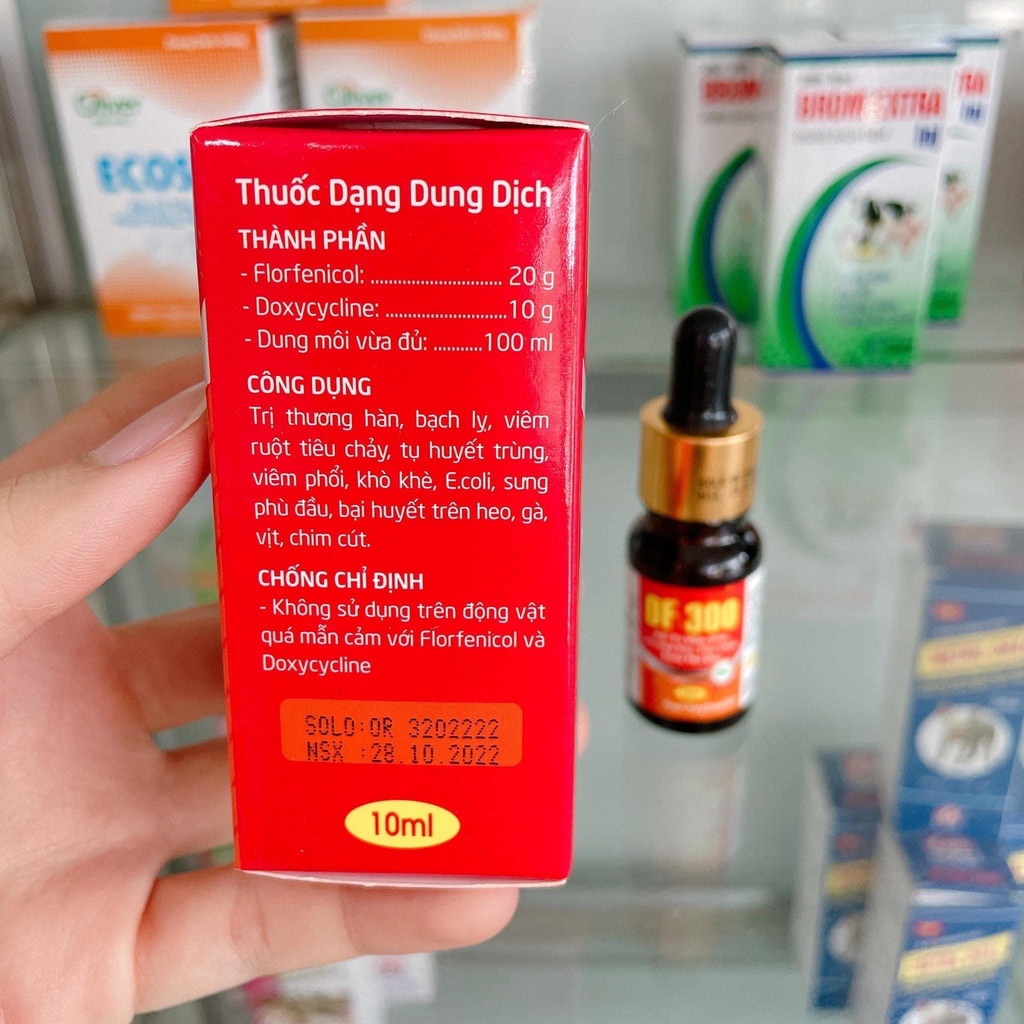 Thuốc Dạng Dung Dịch
THÀNH PHẦN
- Florfenicol: ............................... 20 g
- Doxycycline: .............................10 g
- Dung môi vừa đủ: ...........100 ml
CÔNG DỤNG
Trị thương hàn, bạch lỵ, viêm
ruột tiêu chảy, tụ huyết trùng,
viêm phổi, khò khè, E.coli, sưng
phù đầu, bại huyết trên heo, gà,
vịt, chim cút.
CHỐNG CHỈ ĐỊNH
- Không sử dụng trên động vật
quá mẫn cảm với Florfenicol và
Doxycycline
SOLO:OR 3202222
NSX :28.10.2022
10ml
OF 300
BROM
EXTRA